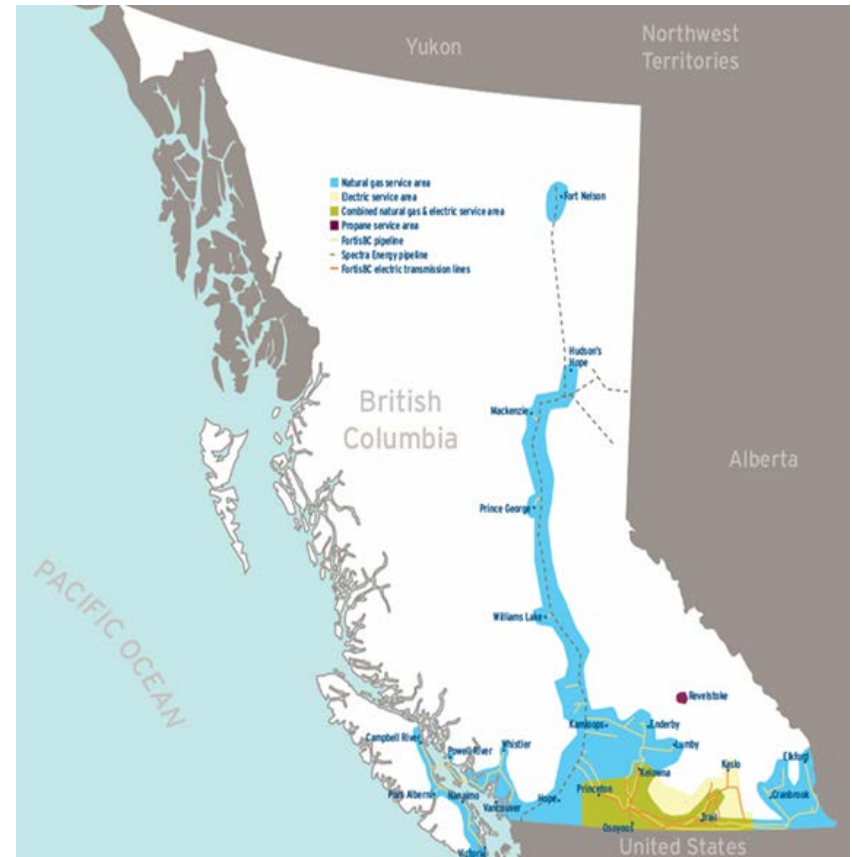 Yukon
Northwest
Territories
Natural gas service area
Electric service area
Combined natural gas & electric service area
Propane service area
FortisBC pipeline
Spectra Energy pipeline
FortisBC electric transmission lines
Fort Nelson
Hudson's
Hope
British
Columbia
Mackenzie
Alberta
Prince George
PACIFIC OCEAN
Williams Lake
Revelstoke
Kamloops
Enderby
Campbell River
Whistler
Powell River
Lumby
Elkford
Kaslo
Kelowna
Port Alberni
Nanaimo
Vancouver
Hope
Princeton
Cranbrook
Trail
Osoyoos
Victoria
United States